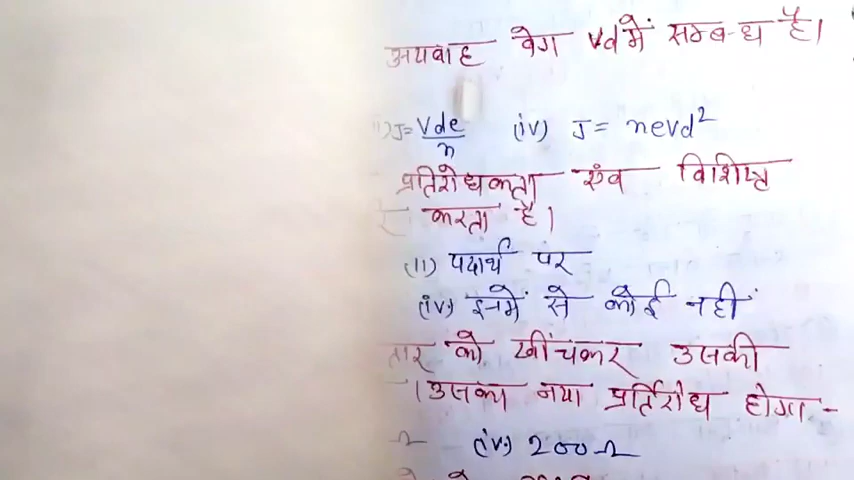 अपवाह वेग Vd में सम्बन्ध है।
J= Vde/n (iv) J= nevd²
प्रतिरोधकता एंव विशिष्ट
करता है।
(ii) पदार्थ पर
(iv) इनमें से कोई नहीं
तार को खींचकर उसकी
। उसका नया प्रतिरोध होगा -
Ω (iv) 200 Ω